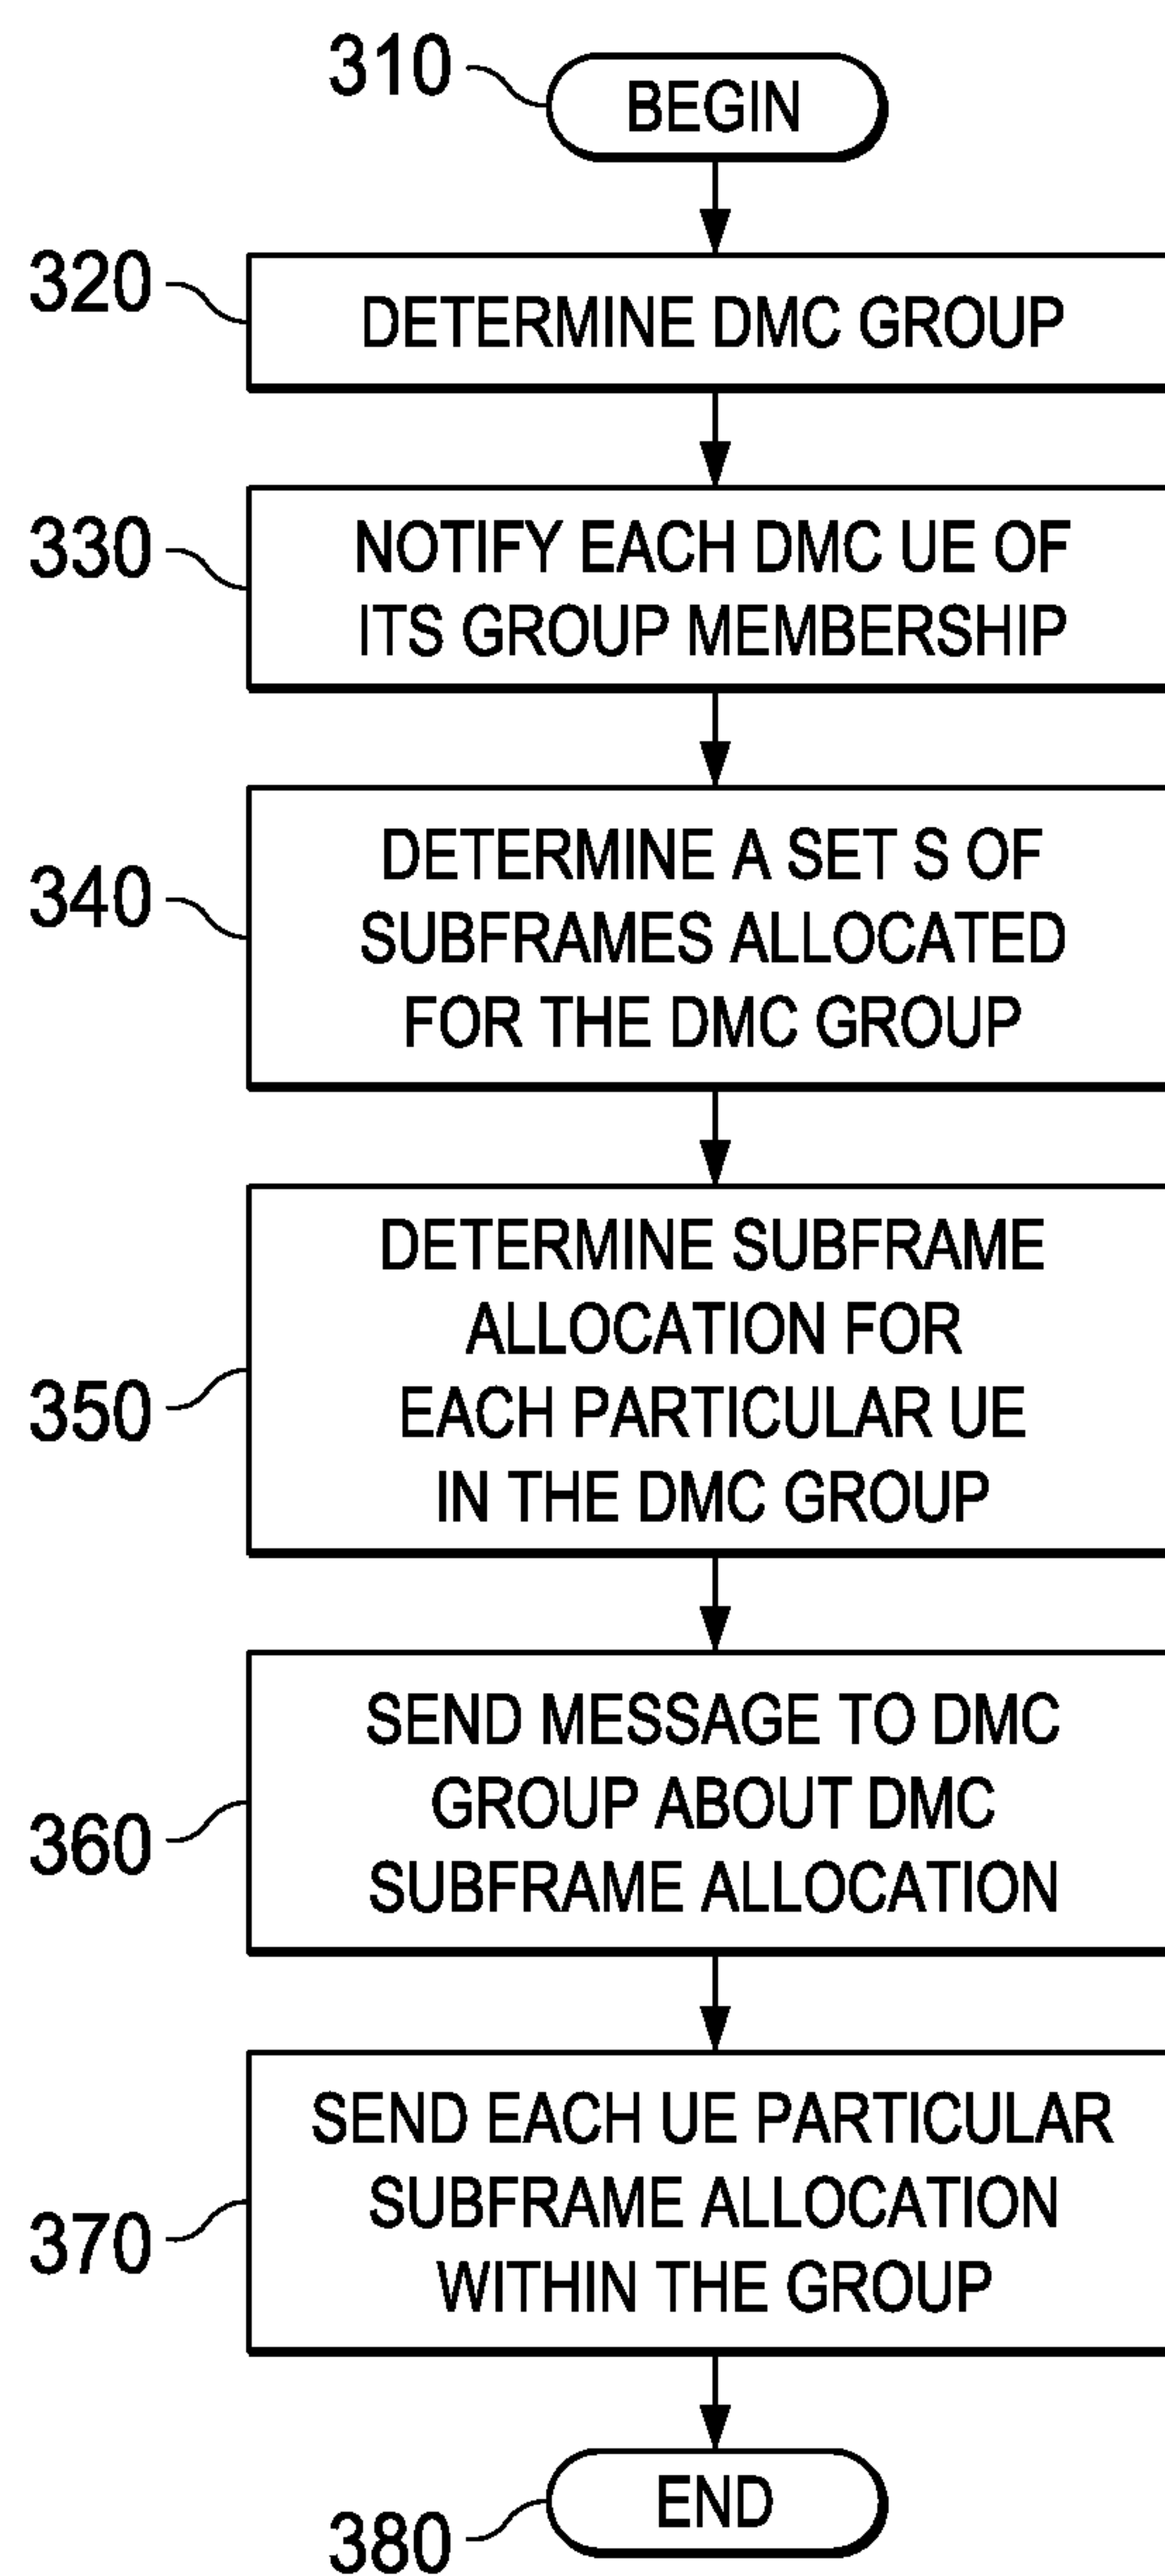 310
BEGIN
320
DETERMINE DMC GROUP
330
NOTIFY EACH DMC UE OF
ITS GROUP MEMBERSHIP
340
DETERMINE A SET S OF
SUBFRAMES ALLOCATED
FOR THE DMC GROUP
350
DETERMINE SUBFRAME
ALLOCATION FOR
EACH PARTICULAR UE
IN THE DMC GROUP
360
SEND MESSAGE TO DMC
GROUP ABOUT DMC
SUBFRAME ALLOCATION
370
SEND EACH UE PARTICULAR
SUBFRAME ALLOCATION
WITHIN THE GROUP
380
END